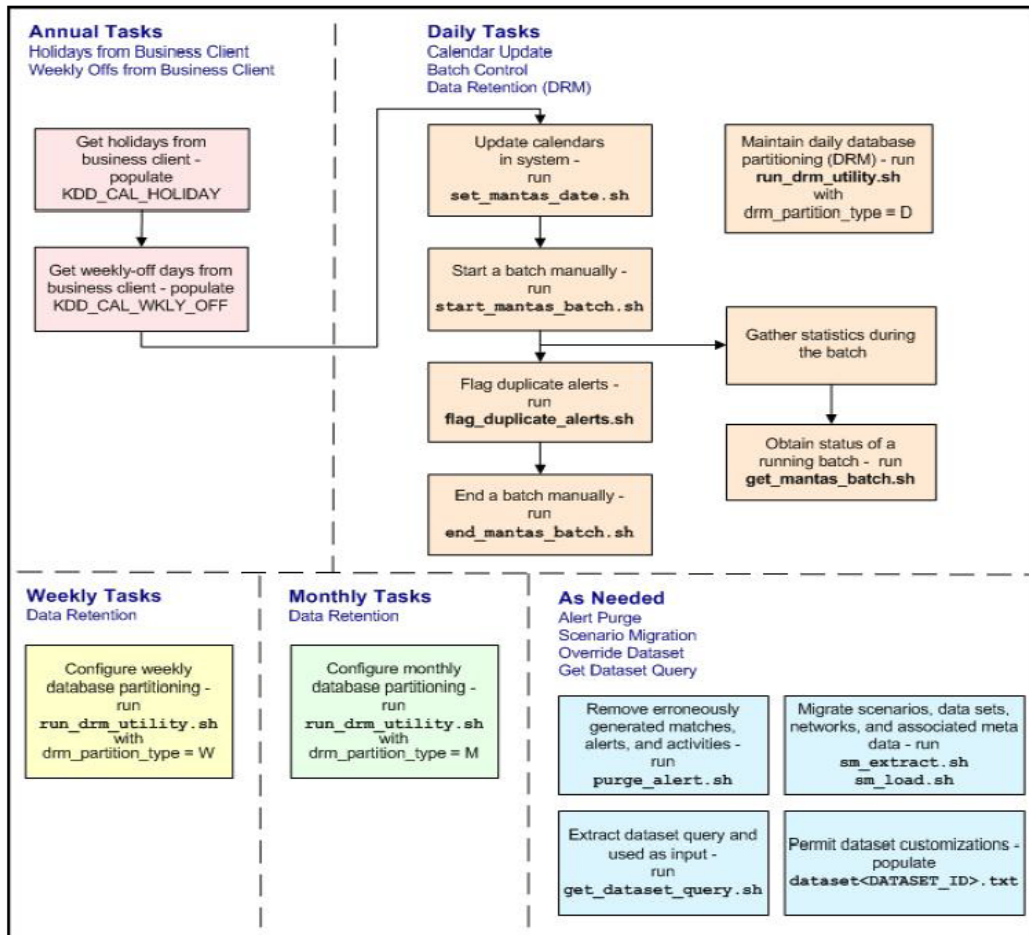 Annual Tasks
Holidays from Business Client
Weekly Offs from Business Client
Get holidays from
business client -
populate
KDD_CAL_HOLIDAY
Get weekly-off days from
business client - populate
KDD_CAL_WKLY_OFF
Daily Tasks
Calendar Update
Batch Control
Data Retention (DRM)
Update calendars
in system -
run
set_mantas_date.sh
Start a batch manually -
run
start_mantas_batch.sh
Flag duplicate alerts -
run
flag_duplicate_alerts.sh
End a batch manually -
run
end_mantas_batch.sh
Maintain daily database
partitioning (DRM) - run
run_drm_utility.sh
with
drm_partition_type = D
Gather statistics during
the batch
Obtain status of a
running batch - run
get_mantas_batch.sh
Weekly Tasks
Data Retention
Configure weekly
database partitioning -
run
run_drm_utility.sh
with
drm_partition_type = W
Monthly Tasks
Data Retention
Configure monthly
database partitioning -
run
run_drm_utility.sh
with
drm_partition_type = M
As Needed
Alert Purge
Scenario Migration
Override Dataset
Get Dataset Query
Remove erroneously
generated matches,
alerts, and activities -
run
purge_alert.sh
Migrate scenarios, data sets,
networks, and associated meta
data - run
sm_extract.sh
sm_load.sh
Extract dataset query and
used as input -
run
get_dataset_query.sh
Permit dataset customizations -
populate
dataset<DATASET_ID>.txt